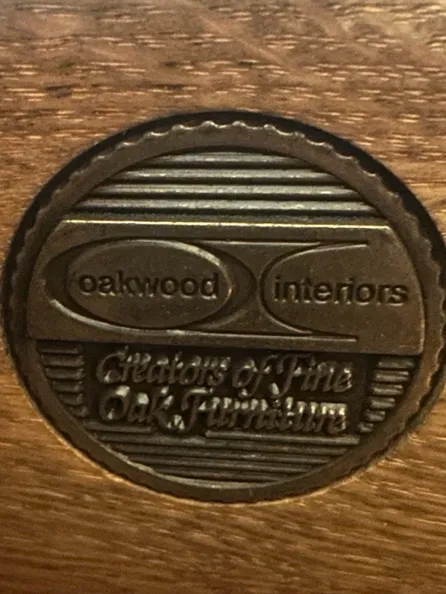 oakwood interiors
Creators of Fine
Oak Furniture